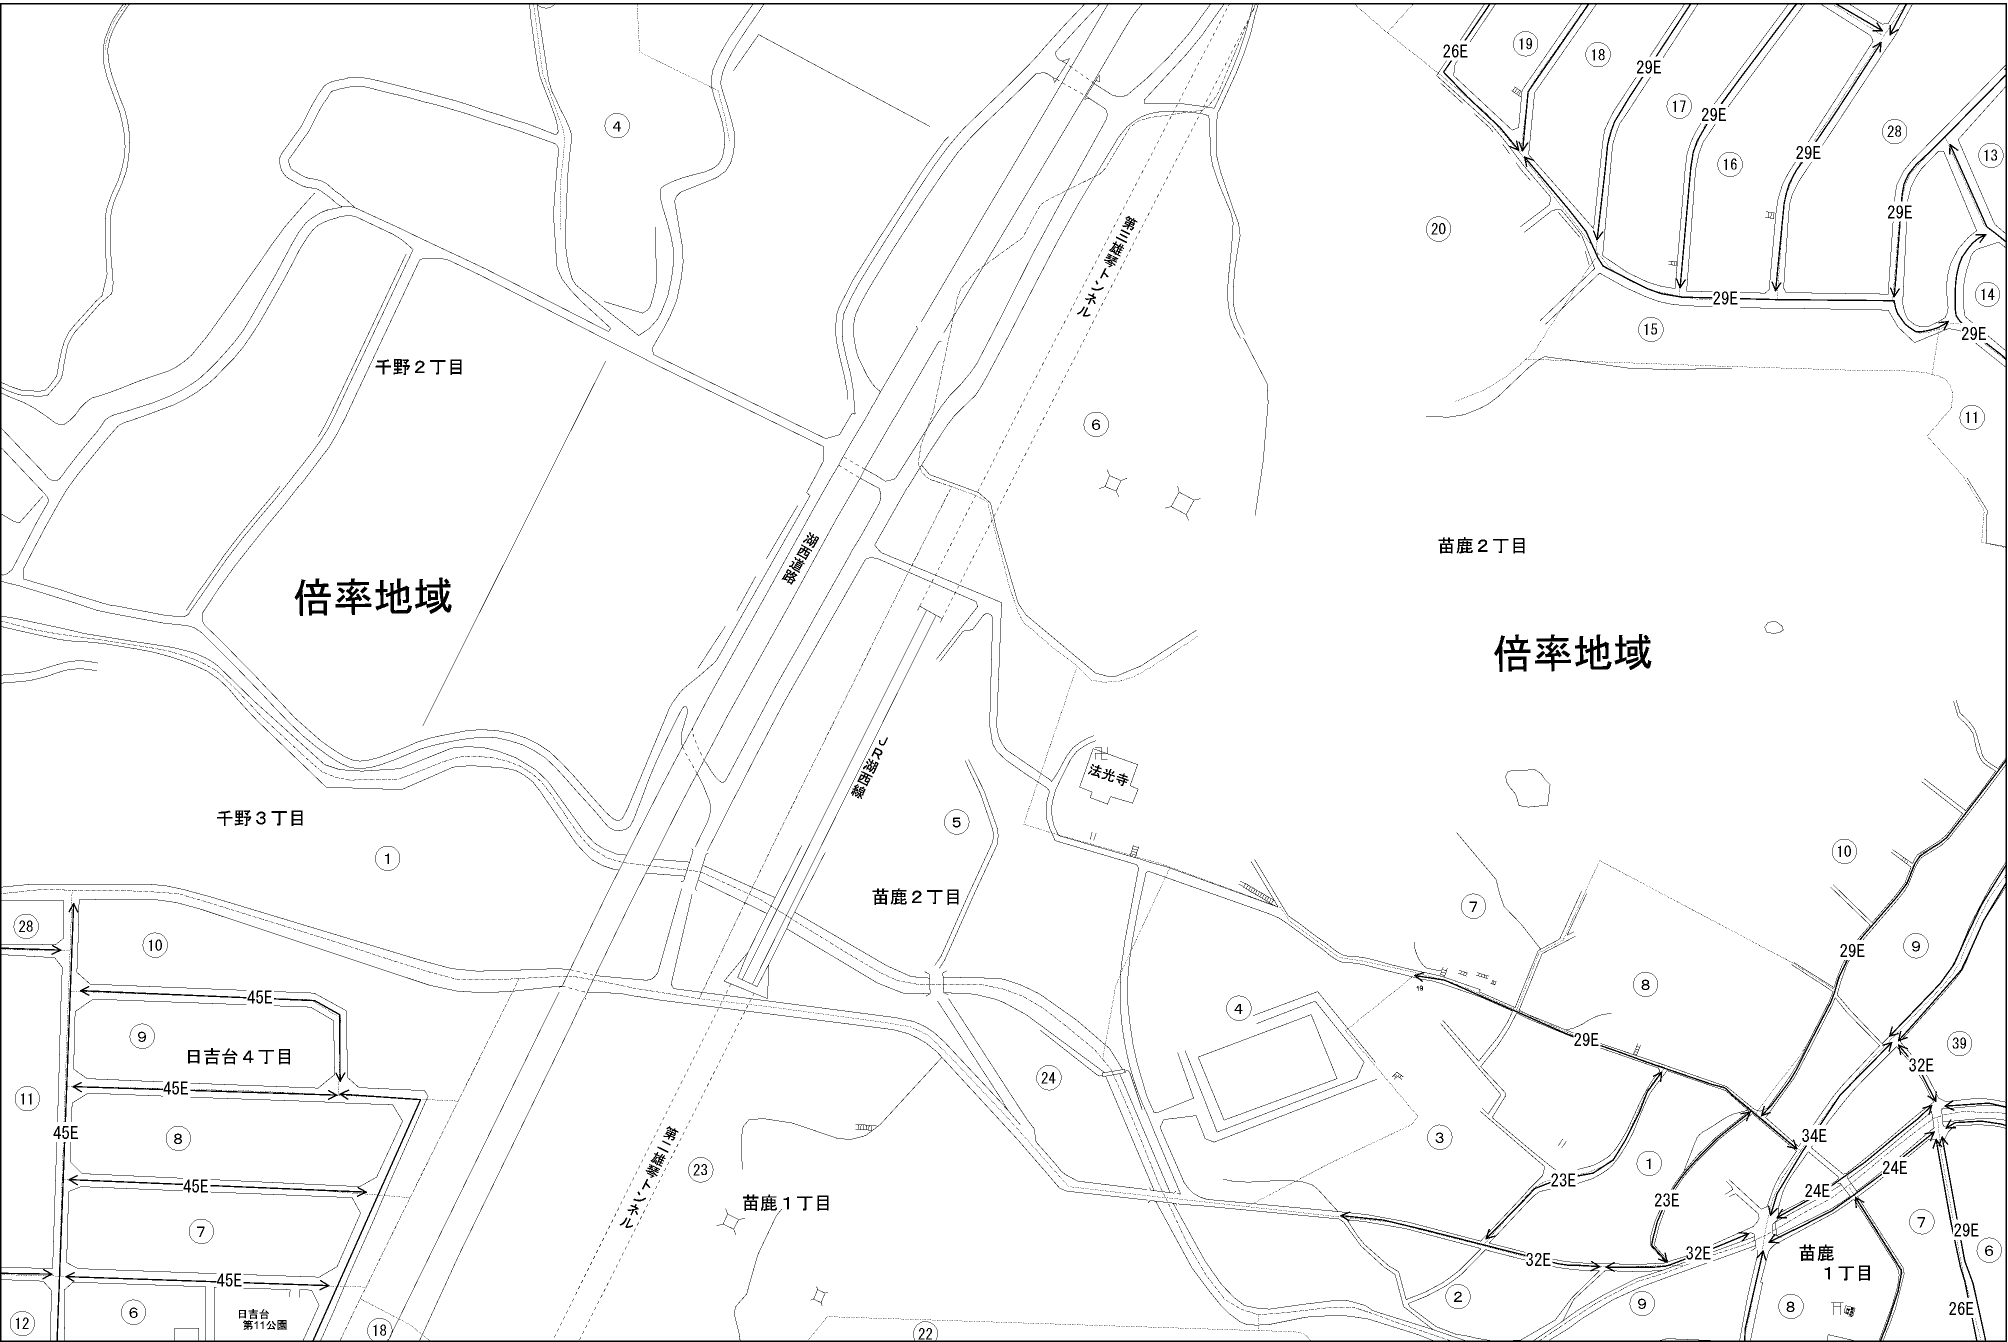 26E
⑲
⑱
29E
④
⑰
29E
㉘
29E
⑬
⑯
29E
⑳
第三雄琴トンネル
29E
⑭
⑮
29E
千野２丁目
⑪
⑥
苗鹿２丁目
湖西道路
倍率地域
倍率地域
JR湖西線
法光寺
千野３丁目
⑤
①
⑩
苗鹿２丁目
⑦
㉘
⑩
29E
⑨
⑧
19
45E
④
⑨
29E
日吉台４丁目
㊴
32E
㉔
45E
⑪
45E
⑧
第二雄琴トンネル
③
34E
①
24E
㉓
23E
45E
24E
苗鹿１丁目
23E
⑦
⑦
29E
32E
32E
苗鹿
１丁目
⑥
45E
②
⑨
⑧
26E
⑥
日吉台
第11公園
⑫
⑱
㉒